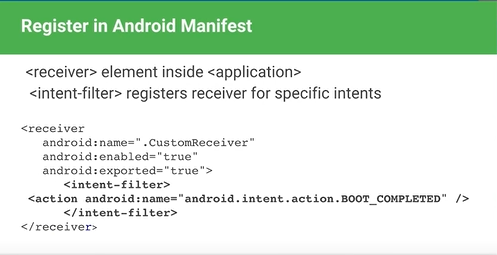 Register in Android Manifest
<receiver> element inside <application>
<intent-filter> registers receiver for specific intents
<receiver
android:name=".CustomReceiver"
android:enabled="true"
android:exported="true">
<intent-filter>
<action android:name="android.intent.action.BOOT_COMPLETED" />
</intent-filter>
</receiver>